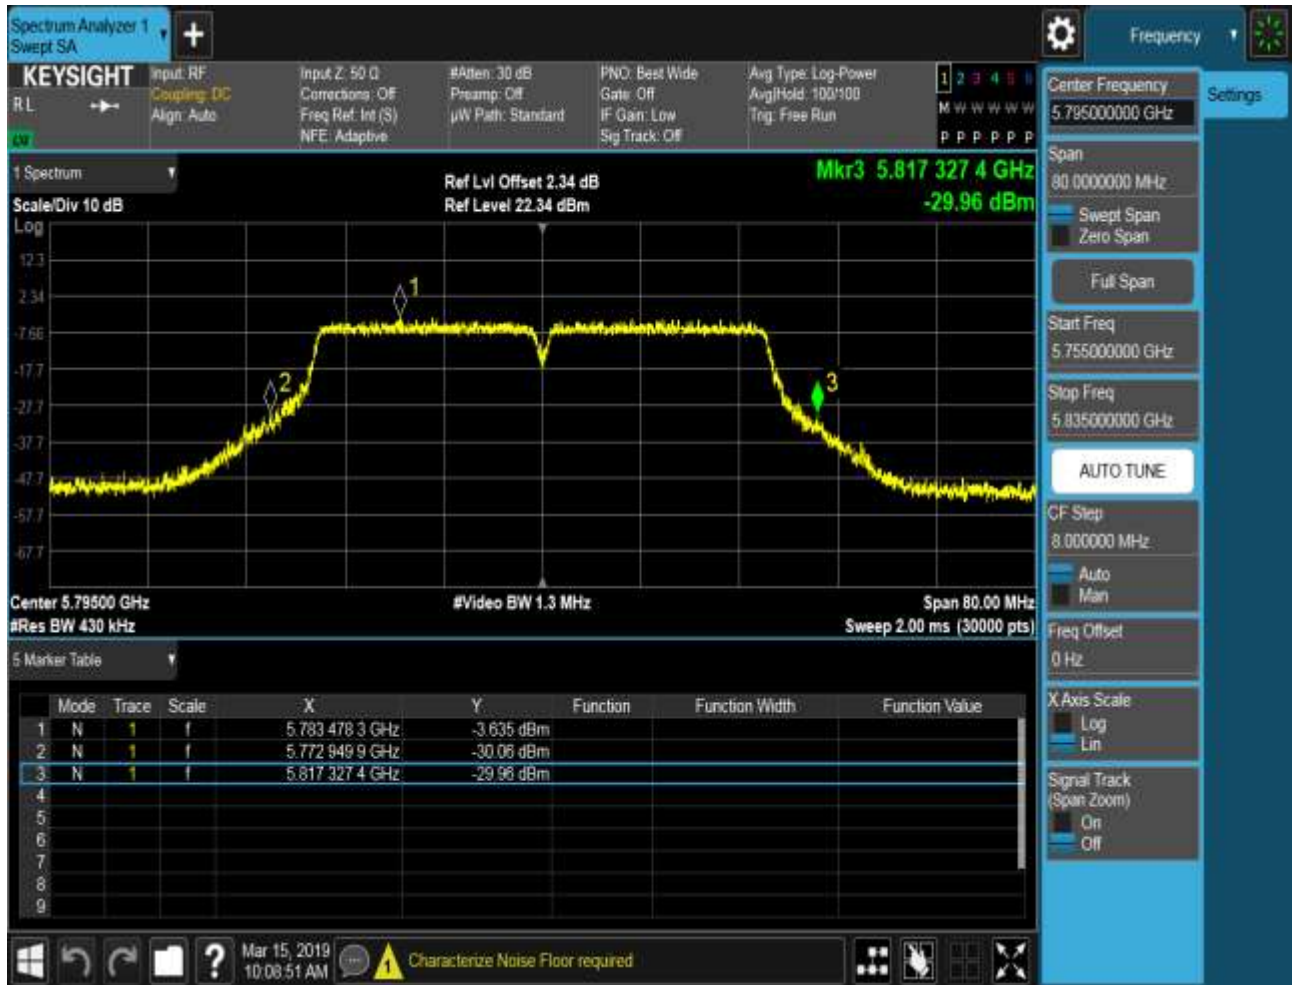 Spectrum Analyzer 1
Swept SA
+
Frequency
KEYSIGHT
RL
Input: RF
Coupling: DC
Align: Auto
Input Z: 50 Ω
Corrections: Off
Freq Ref: Int (S)
NFE: Adaptive
#Atten: 30 dB
Preamp: Off
µW Path: Standard
PNO: Best Wide
Gate: Off
IF Gain: Low
Sig Track: Off
Avg Type: Log-Power
Avg|Hold: 100/100
Trig: Free Run
1 2 3 4 5 6
M W W W W W
P P P P P P
1 Spectrum
Scale/Div 10 dB
Ref Lvl Offset 2.34 dB
Ref Level 22.34 dBm
Mkr3 5.817 327 4 GHz
-29.96 dBm
Log
12.3
2.34
-7.66
-17.7
-27.7
-37.7
-47.7
-57.7
-67.7
1
2
3
Center 5.79500 GHz
#Res BW 430 kHz
#Video BW 1.3 MHz
Span 80.00 MHz
Sweep 2.00 ms (30000 pts)
5 Marker Table
Mode Trace Scale X Y Function Function Width Function Value
1 N 1 f 5.783 478 3 GHz -3.635 dBm
2 N 1 f 5.772 949 9 GHz -30.06 dBm
3 N 1 f 5.817 327 4 GHz -29.96 dBm
4
5
6
7
8
9
Mar 15, 2019
10:08:51 AM
?
1
Characterize Noise Floor required
Center Frequency
5.795000000 GHz
Settings
Span
80.0000000 MHz
Swept Span
Zero Span
Full Span
Start Freq
5.755000000 GHz
Stop Freq
5.835000000 GHz
AUTO TUNE
CF Step
8.000000 MHz
Auto
Man
Freq Offset
0 Hz
X Axis Scale
Log
Lin
Signal Track
(Span Zoom)
On
Off